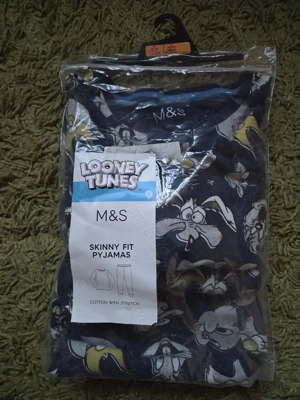 M&S
LOONEY
TUNES
M&S
SKINNY FIT
PYJAMAS
COTTON WITH STRETCH